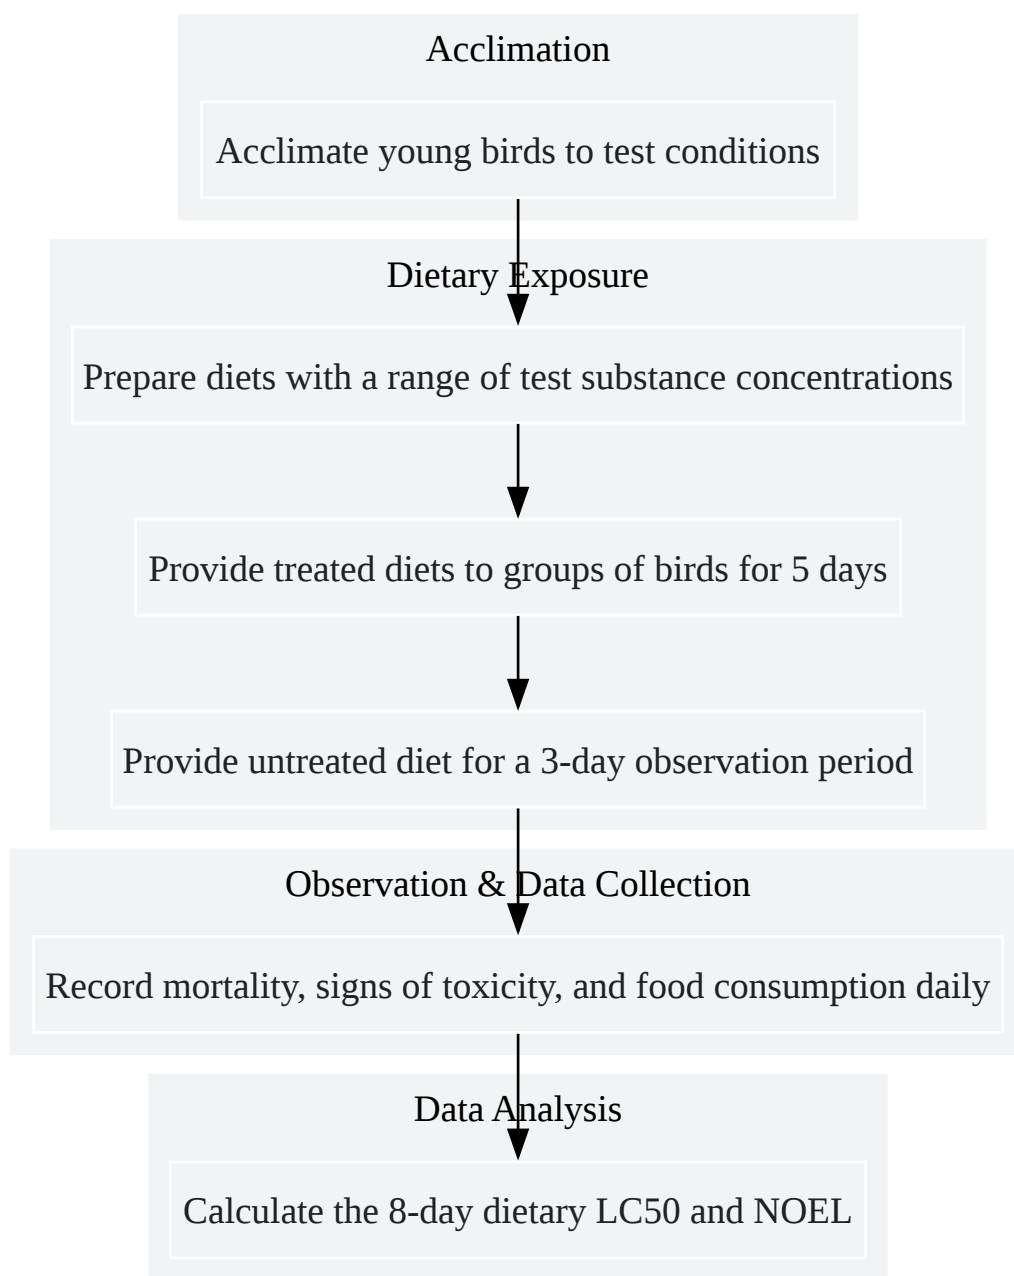 Acclimation
Acclimate young birds to test conditions
Dietary Exposure
Prepare diets with a range of test substance concentrations
Provide treated diets to groups of birds for 5 days
Provide untreated diet for a 3-day observation period
Observation & Data Collection
Record mortality, signs of toxicity, and food consumption daily
Data Analysis
Calculate the 8-day dietary LC50 and NOEL